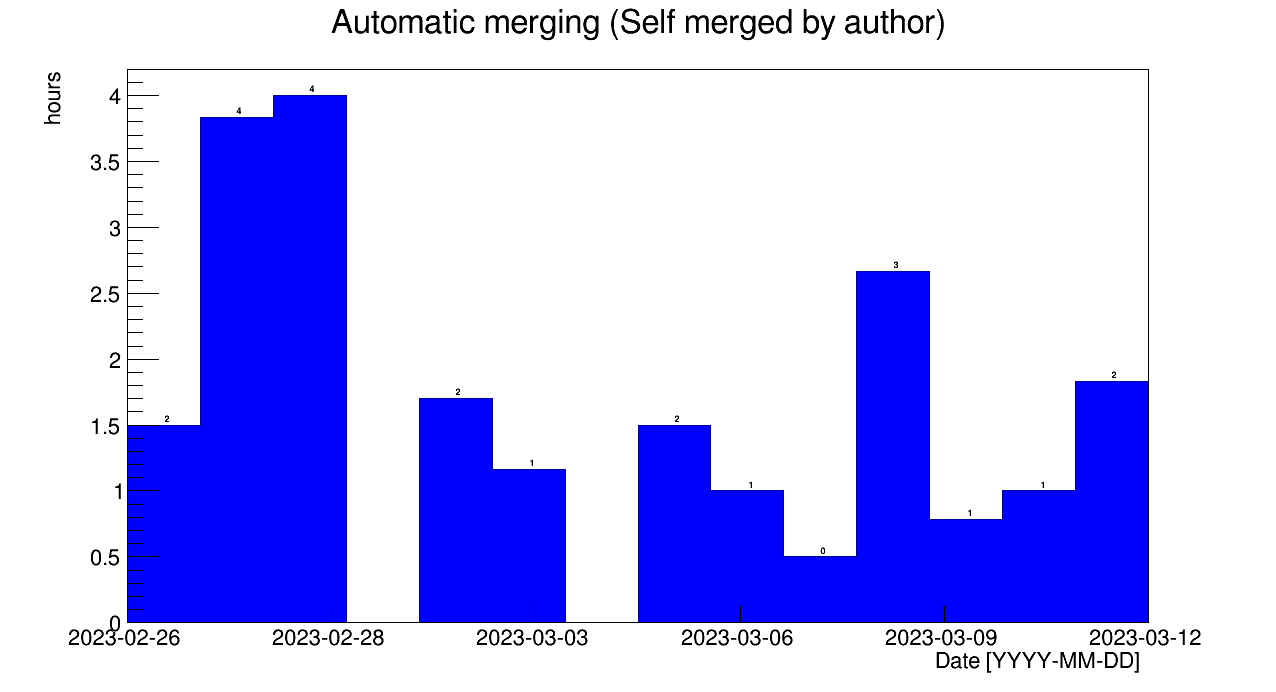 Automatic merging (Self merged by author)
hours
4
3.5
3
2.5
2
1.5
1
0.5
0
2 4 4 2 1 2 1 0 3 1 1 2
2023-02-26 2023-02-28 2023-03-03 2023-03-06 2023-03-09 2023-03-12
Date [YYYY-MM-DD]